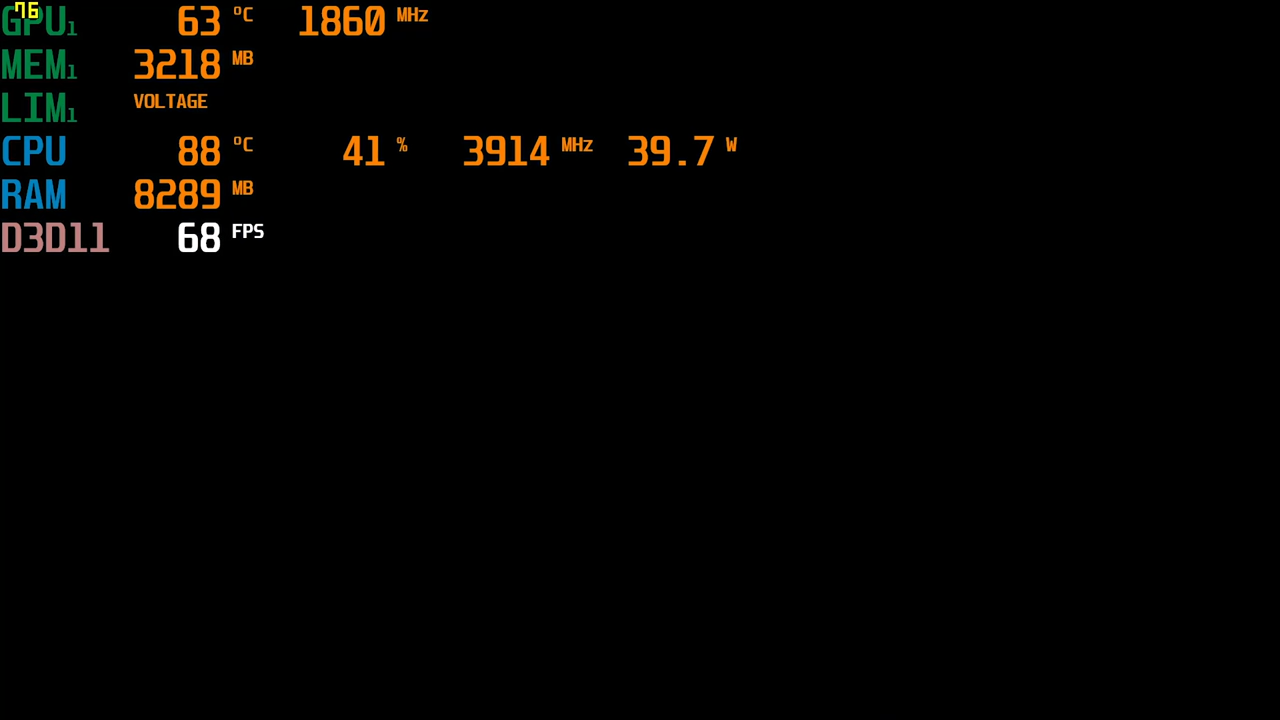 76
GPU1 63 °C 1860 MHz
MEM1 3218 MB
LIM1 VOLTAGE
CPU 88 °C 41 % 3914 MHz 39.7 W
RAM 8289 MB
D3D11 68 FPS